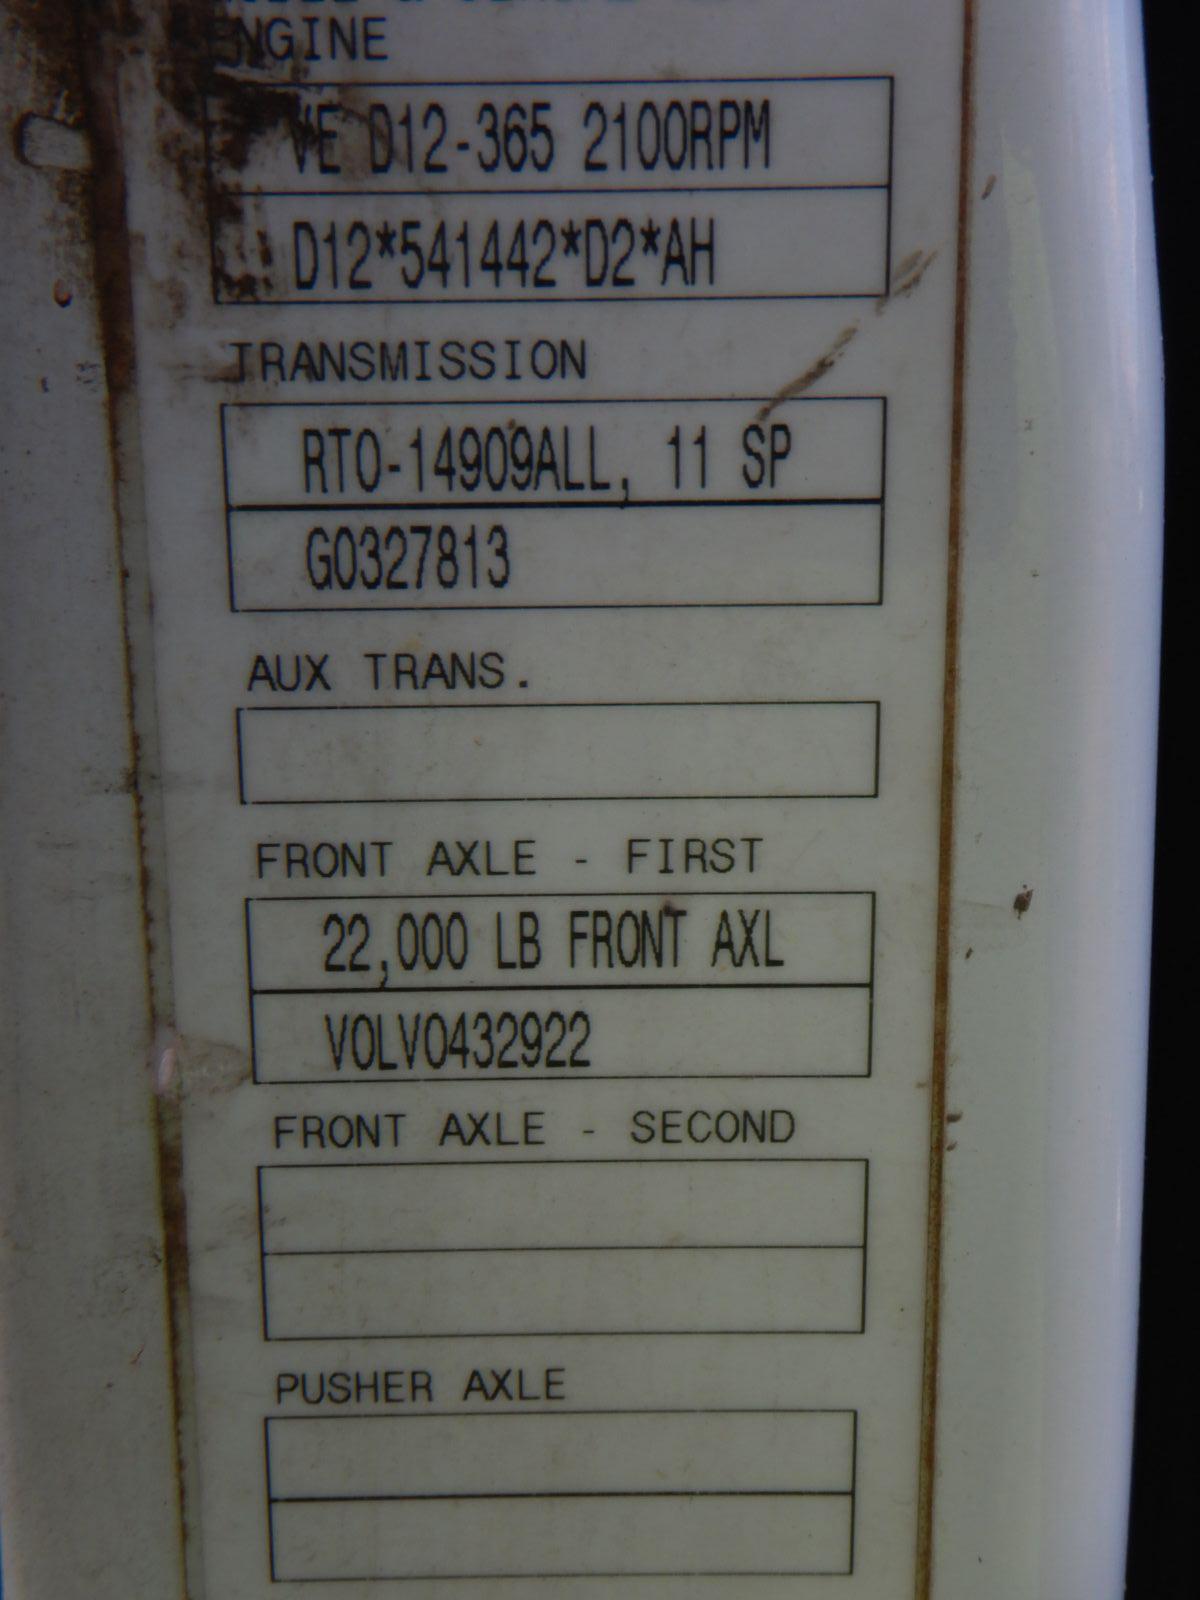 ENGINE
VE D12-365 2100RPM
D12*541442*D2*AH
TRANSMISSION
RTO-14909ALL, 11 SP
G0327813
AUX TRANS.
FRONT AXLE - FIRST
22,000 LB FRONT AXL
VOLVO432922
FRONT AXLE - SECOND
PUSHER AXLE